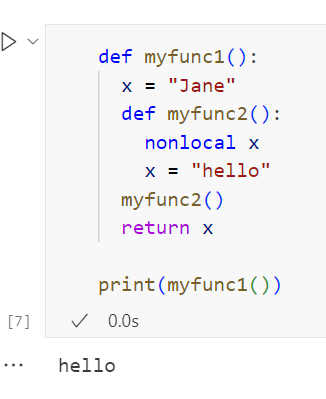 def myfunc1():
  x = "Jane"
  def myfunc2():
    nonlocal x
    x = "hello"
  myfunc2()
  return x

print(myfunc1())
[7] ✓ 0.0s
... hello